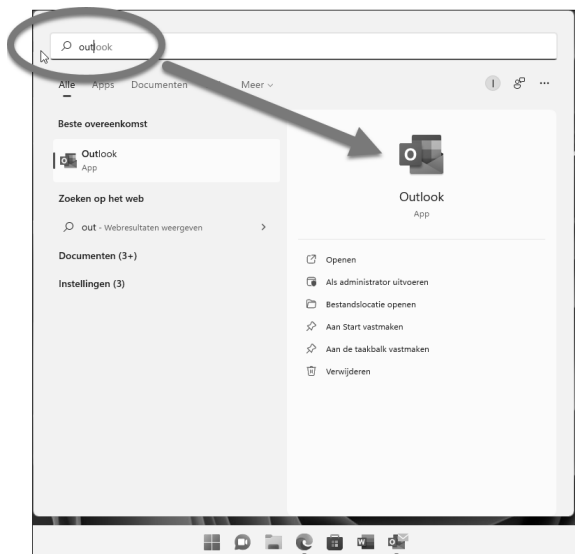 outlook
Alle Apps Documenten Meer
I
Beste overeenkomst
Outlook
App
Zoeken op het web
out - Webresultaten weergeven
Documenten (3+)
Instellingen (3)
O
Outlook
App
Openen
Als administrator uitvoeren
Bestandslocatie openen
Aan Start vastmaken
Aan de taakbalk vastmaken
Verwijderen